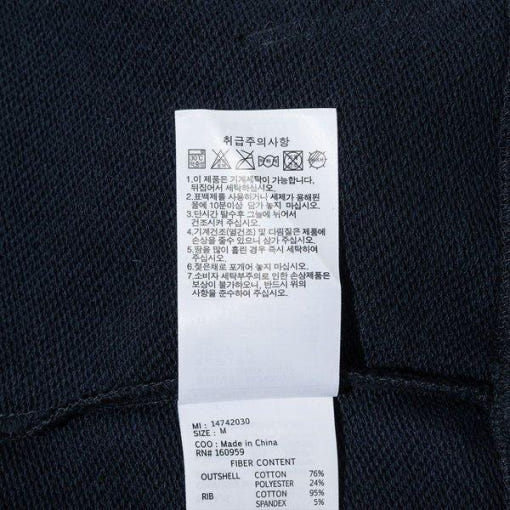 취급주의사항
30℃
1.이 제품은 기계세탁이 가능합니다.
뒤집어서 세탁하십시오.
2.표백제를 사용하거나 세제가 용해된
물에 10분이상 담가 놓지 마십시오.
3.단시간 탈수후 그늘에 뉘어서
건조시켜 주십시오.
4.기계건조(열건조) 및 다림질은 제품에
손상을 줄수 있으니 삼가 주십시오.
5.땀을 많이 흘린 경우 즉시 세탁하여
주십시오.
6.젖은채로 포개어 놓지 마십시오.
7.소비자 세탁부주의로 인한 손상제품은
보상이 불가하오니, 반드시 위의
사항을 준수하여 주십시오.
MI : 14742030
SIZE : M
COO : Made in China
RN# 160959
FIBER CONTENT
OUTSHELL COTTON 76%
POLYESTER 24%
RIB COTTON 95%
SPANDEX 5%